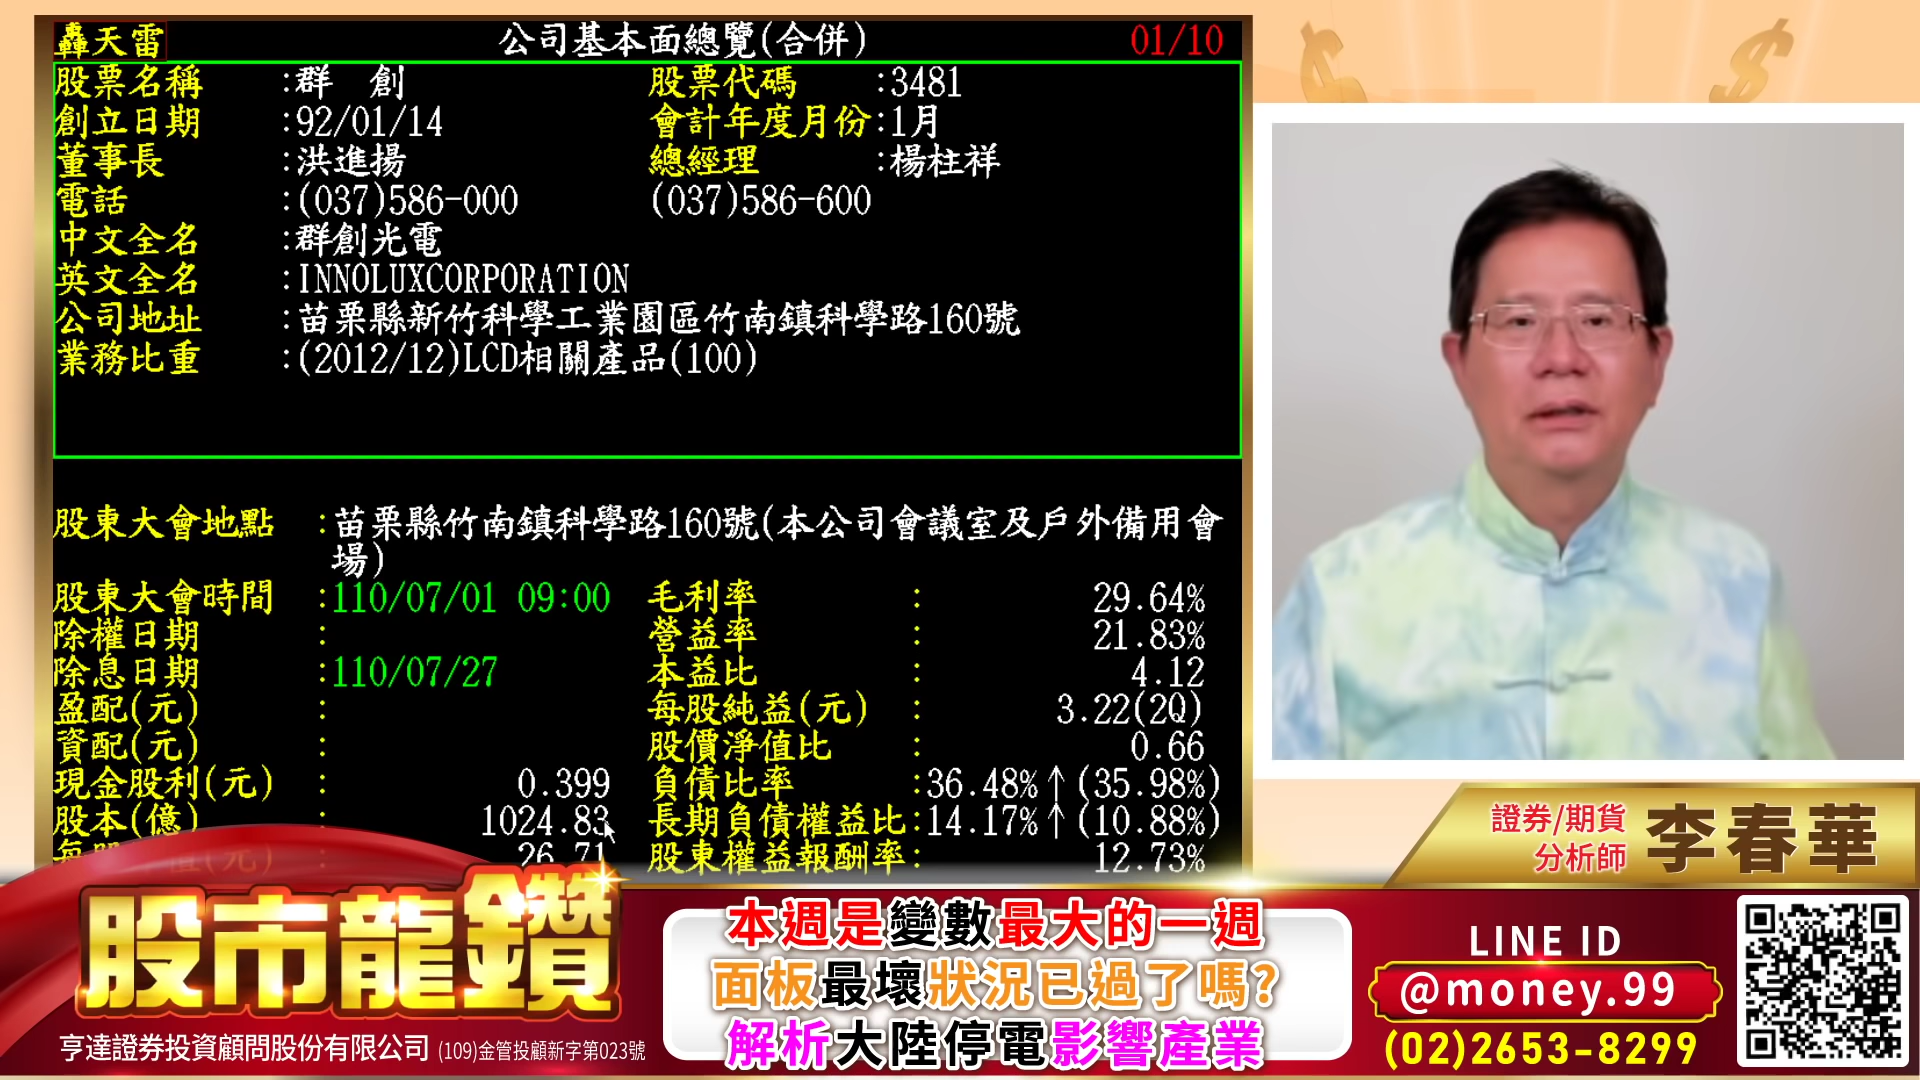 轟天雷 公司基本面總覽(合併) 01/10
股票名稱 :群 創 股票代碼 :3481
創立日期 :92/01/14 會計年度月份:1月
董事長 :洪進揚 總經理 :楊柱祥
電話 :(037)586-000 (037)586-600
中文全名 :群創光電
英文全名 :INNOLUXCORPORATION
公司地址 :苗栗縣新竹科學工業園區竹南鎮科學路160號
業務比重 :(2012/12)LCD相關產品(100)
股東大會地點 :苗栗縣竹南鎮科學路160號(本公司會議室及戶外備用會
場)
股東大會時間 :110/07/01 09:00 毛利率 : 29.64%
除權日期 : 營益率 : 21.83%
除息日期 :110/07/27 本益比 : 4.12
盈配(元) : 每股純益(元) : 3.22(2Q)
資配(元) : 股價淨值比 : 0.66
現金股利(元) : 0.399 負債比率 :36.48%↑(35.98%)
股本(億) : 1024.83 長期負債權益比:14.17%↑(10.88%)
26.71 股東權益報酬率: 12.73%
證券/期貨
分析師
李春華
股市龍鑽
亨達證券投資顧問股份有限公司 (109)金管投顧新字第023號
本週是變數最大的一週
面板最壞狀況已過了嗎?
解析大陸停電影響產業
LINE ID
@money.99
(02)2653-8299